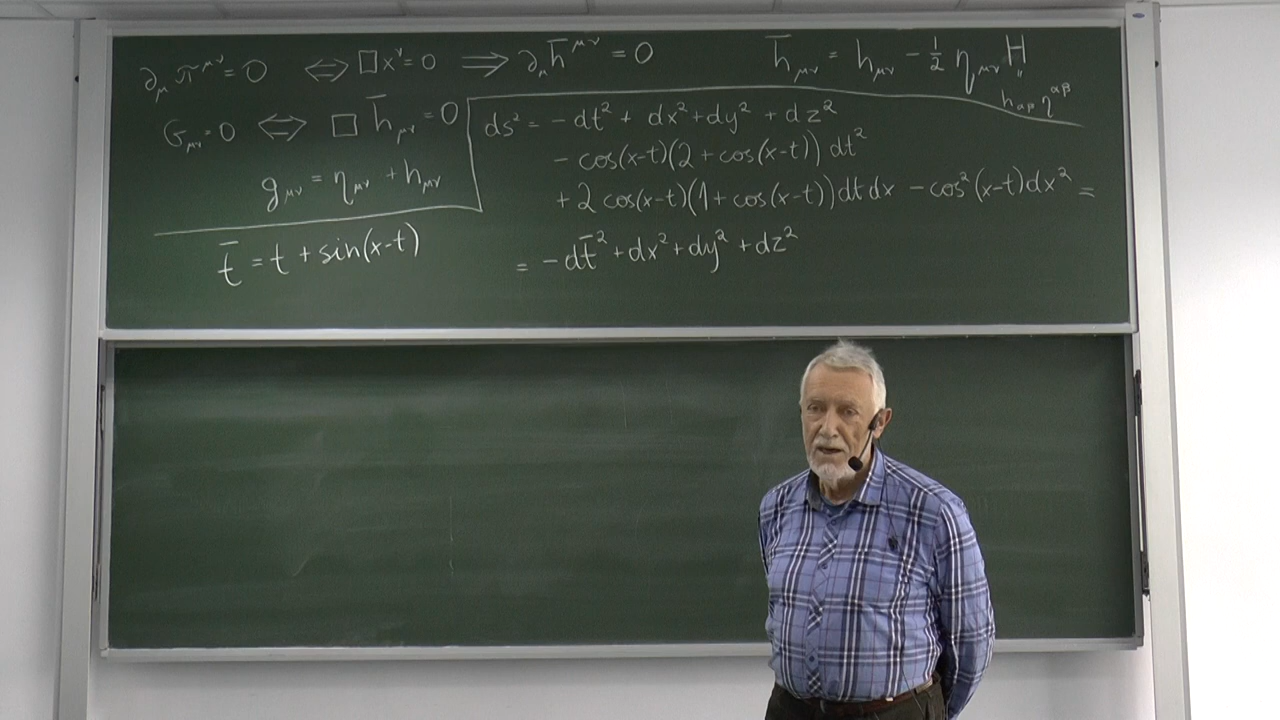 ∂_μ π^{μν} = 0 ⇔ □x^ν = 0 ⇒ ∂_μ h̄^{μν} = 0
h̄_{μν} = h_{μν} − ½ η_{μν} H
h_{αβ} η^{αβ}
G_{μν} = 0 ⇔ □ h̄_{μν} = 0
g_{μν} = η_{μν} + h_{μν}
ds² = − dt² + dx² + dy² + dz²
− cos(x−t)(2 + cos(x−t)) dt²
+ 2 cos(x−t)(1 + cos(x−t)) dt dx − cos²(x−t) dx² =
= − dt̄² + dx² + dy² + dz²
t̄ = t + sin(x−t)